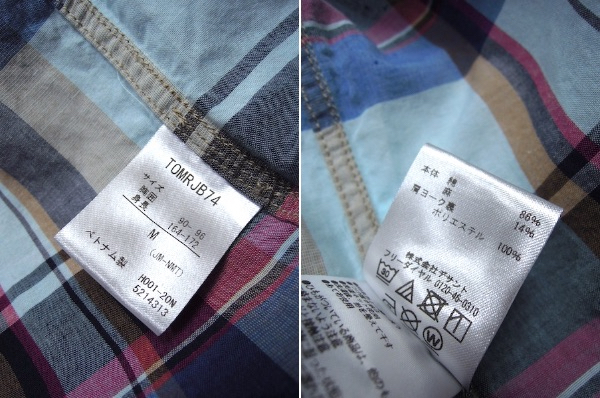 TOMRJB74
サイズ
胸囲 90-96
身長 164-172
M
(JM-NMT)
ベトナム製
H001-20N
5214313
本体 綿 86%
麻 14%
肩ヨーク裏
ポリエステル 100%
株式会社デサント
フリーダイヤル 0120-46-0310